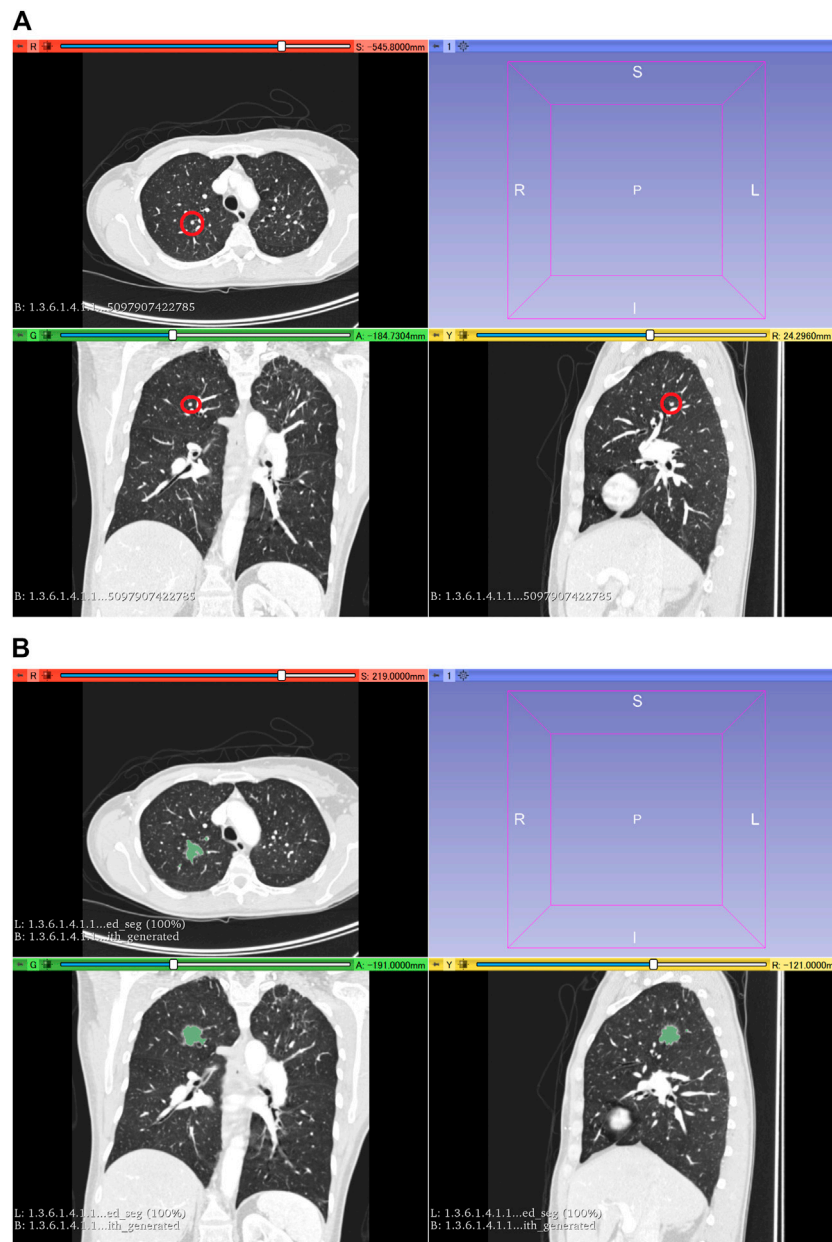 A
R S: -545.8000mm
1
S
R P L
I
B: 1.3.6.1.4.1.1...5097907422785
G A: -184.7304mm
Y R: 24.2960mm
B: 1.3.6.1.4.1.1...5097907422785
B: 1.3.6.1.4.1.1...5097907422785
B
R S: 219.0000mm
1
S
R P L
I
L: 1.3.6.1.4.1.1...ed_seg (100%)
B: 1.3.6.1.4.1.1...ith_generated
G A: -191.0000mm
Y R: -121.0000m
L: 1.3.6.1.4.1.1...ed_seg (100%)
B: 1.3.6.1.4.1.1...ith_generated
L: 1.3.6.1.4.1.1...ed_seg (100%)
B: 1.3.6.1.4.1.1...ith_generated